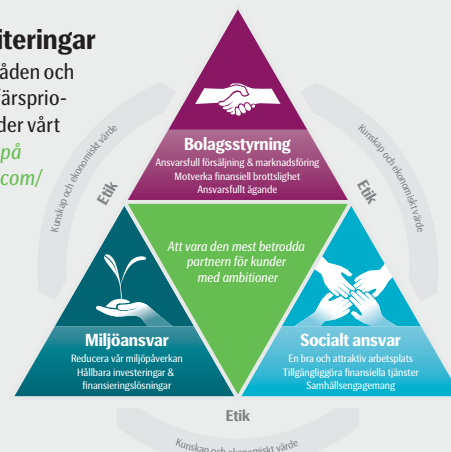 iteringar
åden och
färsprio-
der vårt
på
com/
Bolagsstyrning
Ansvarsfull försäljning & marknadsföring
Motverka finansiell brottslighet
Ansvarsfullt ägande
Kunskap och ekonomiskt värde
Etik
Kunskap och ekonomiskt värde
Etik
Att vara den mest betrodda
partnern för kunder
med ambitioner
Miljöansvar
Reducera vår miljöpåverkan
Hållbara investeringar &
finansieringslösningar
Socialt ansvar
En bra och attraktiv arbetsplats
Tillgängliggöra finansiella tjänster
Samhällsengagemang
Etik
Kunskap och ekonomiskt värde